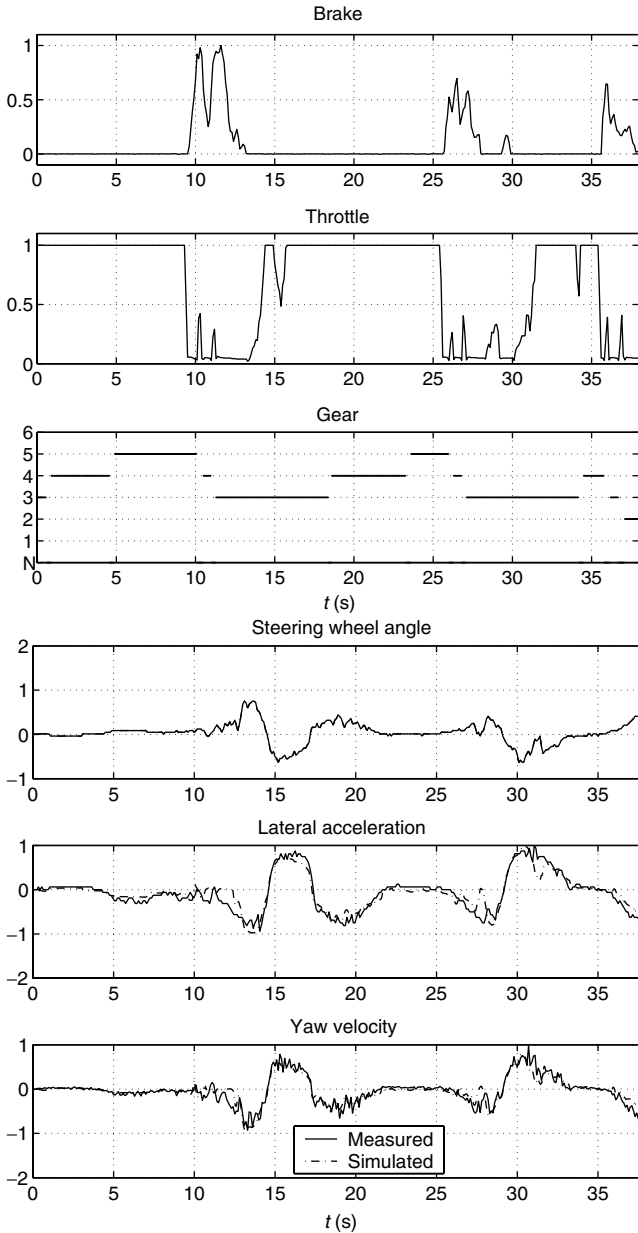 Brake
1
0.5
0
0 5 10 15 20 25 30 35
Throttle
1
0.5
0
0 5 10 15 20 25 30 35
Gear
6
5
4
3
2
1
N
0 5 10 15 20 25 30 35
t (s)
Steering wheel angle
2
1
0
−1
0 5 10 15 20 25 30 35
Lateral acceleration
1
0
−1
−2
0 5 10 15 20 25 30 35
Yaw velocity
1
0
−1
−2
Measured
Simulated
0 5 10 15 20 25 30 35
t (s)